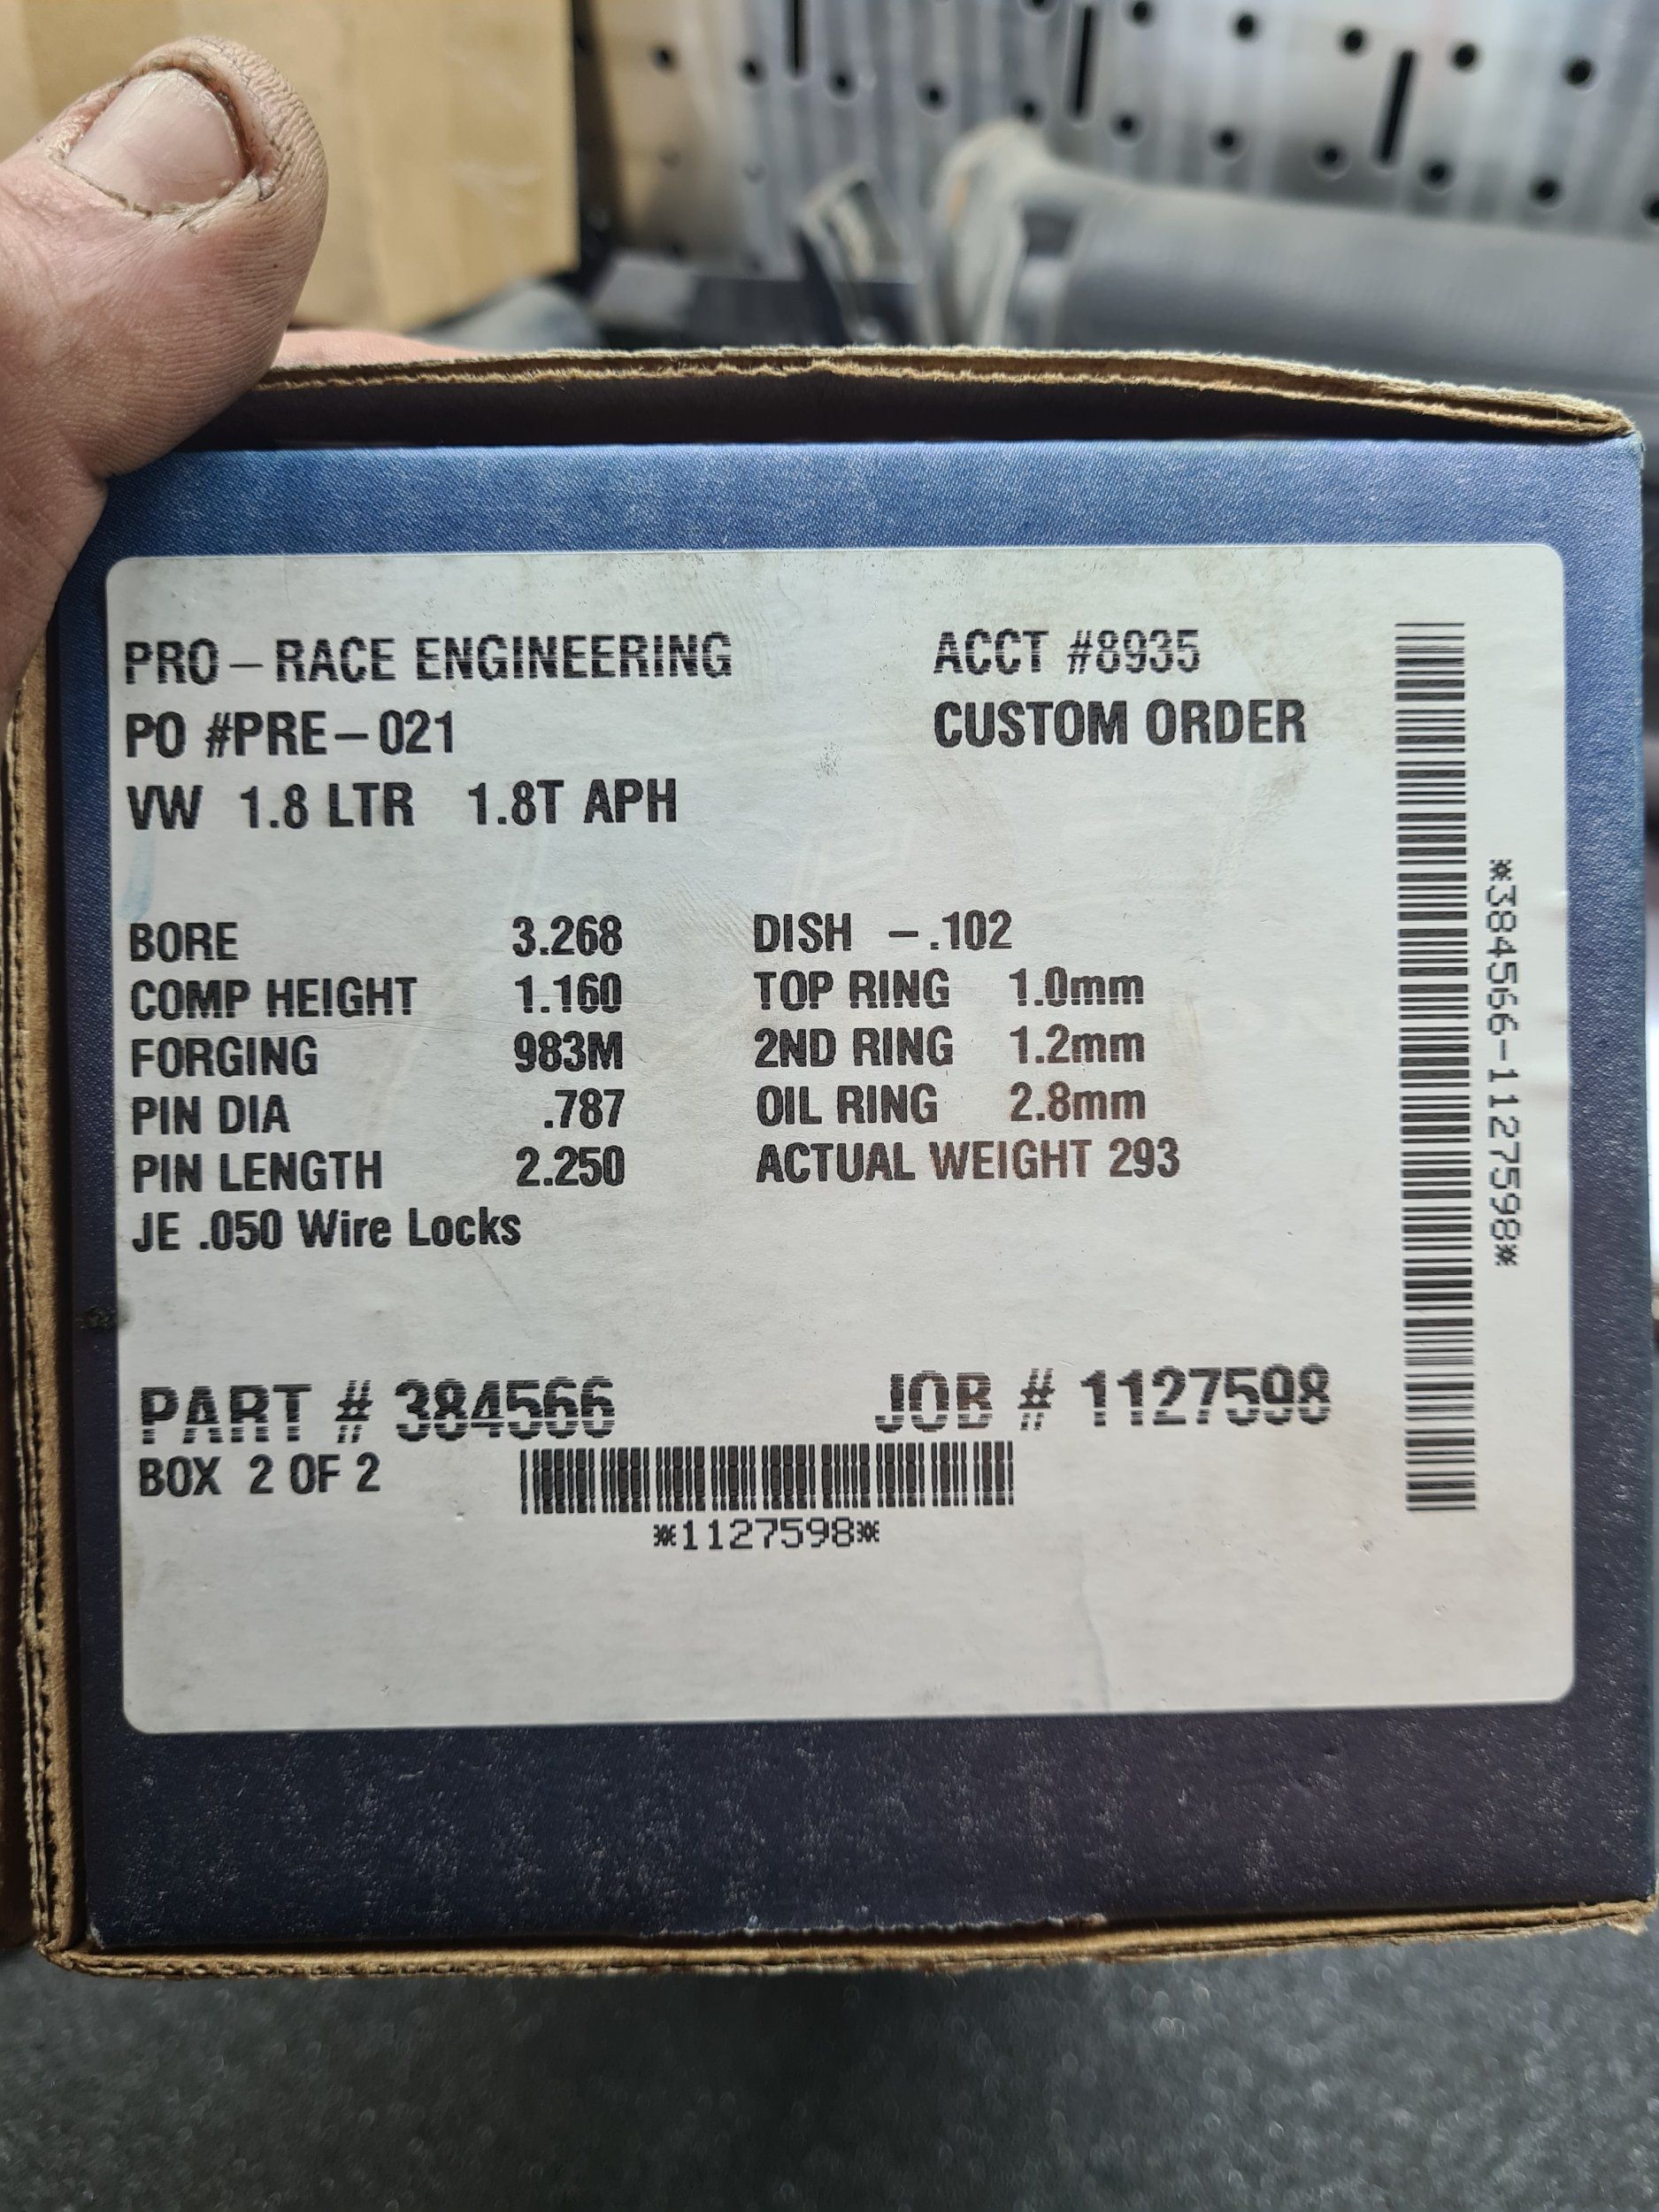 PRO-RACE ENGINEERING ACCT #8935
PO #PRE-021 CUSTOM ORDER
VW 1.8 LTR 1.8T APH
BORE 3.268 DISH -.102
COMP HEIGHT 1.160 TOP RING 1.0mm
FORGING 983M 2ND RING 1.2mm
PIN DIA .787 OIL RING 2.8mm
PIN LENGTH 2.250 ACTUAL WEIGHT 293
JE .050 Wire Locks
PART # 384566 JOB # 1127598
BOX 2 OF 2
*1127598*
*384566-1127598*